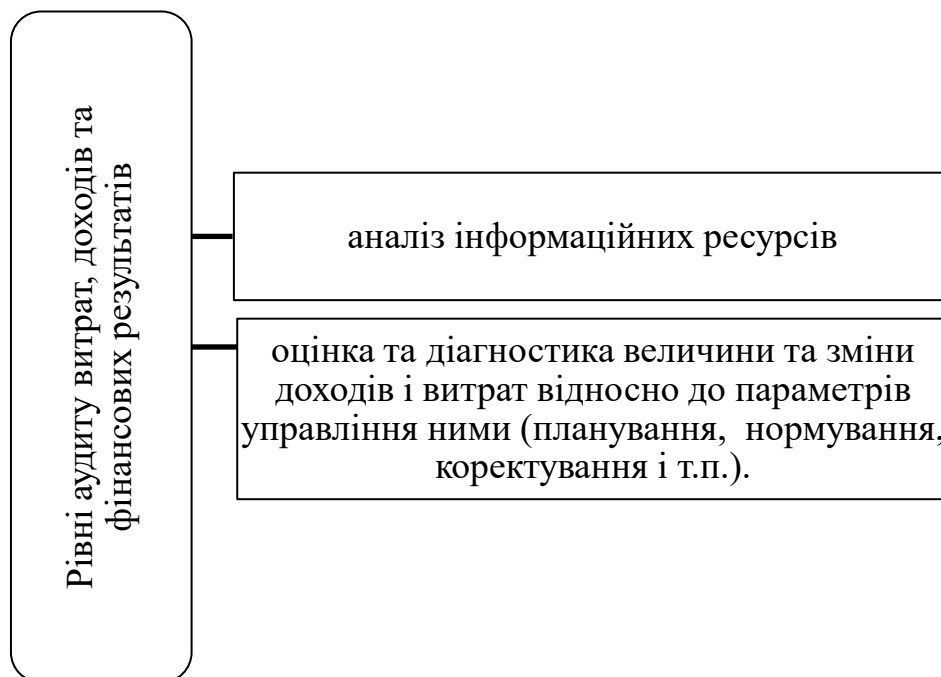 Рівні аудиту витрат, доходів та
фінансових результатів
аналіз інформаційних ресурсів
оцінка та діагностика величини та зміни
доходів і витрат відносно до параметрів
управління ними (планування, нормування,
коректування і т.п.).